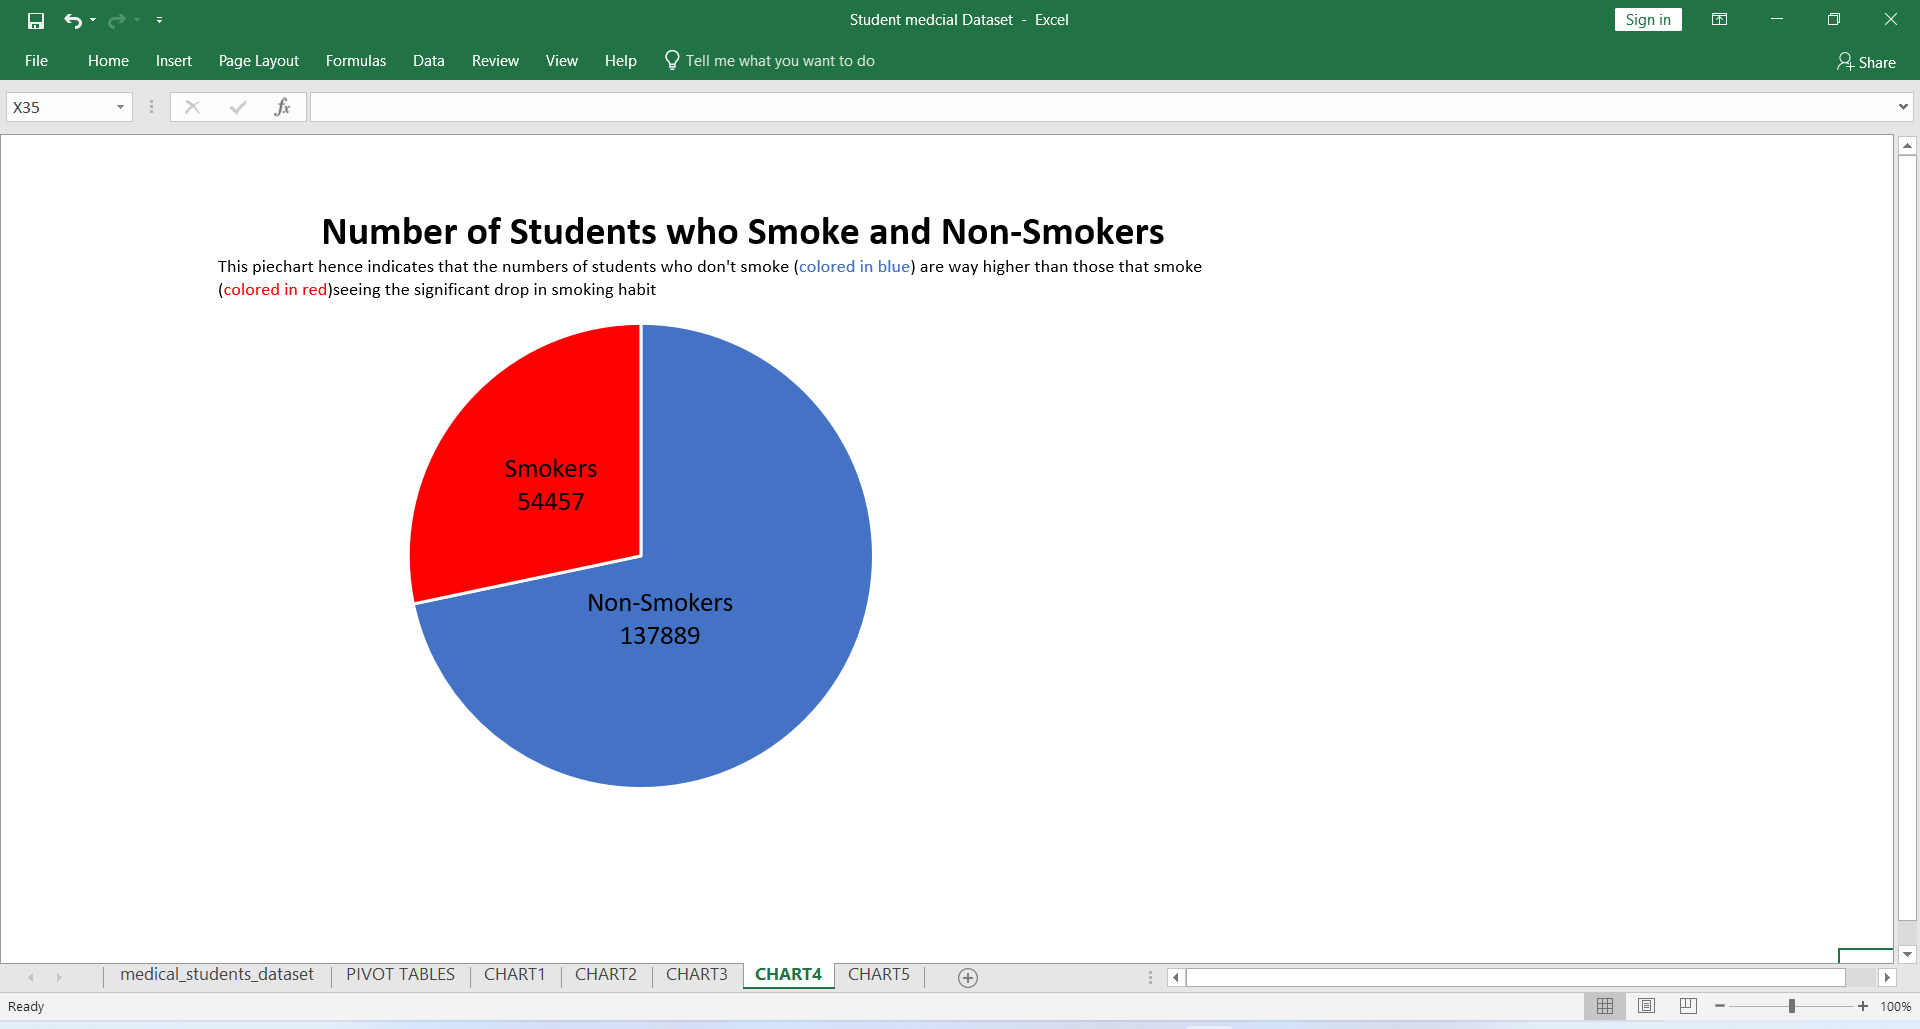 Student medcial Dataset - Excel
Sign in
File Home Insert Page Layout Formulas Data Review View Help Tell me what you want to do
Share
X35
fx
Number of Students who Smoke and Non-Smokers
This piechart hence indicates that the numbers of students who don't smoke (colored in blue) are way higher than those that smoke
(colored in red)seeing the significant drop in smoking habit
Smokers
54457
Non-Smokers
137889
medical_students_dataset PIVOT TABLES CHART1 CHART2 CHART3 CHART4 CHART5
Ready
100%